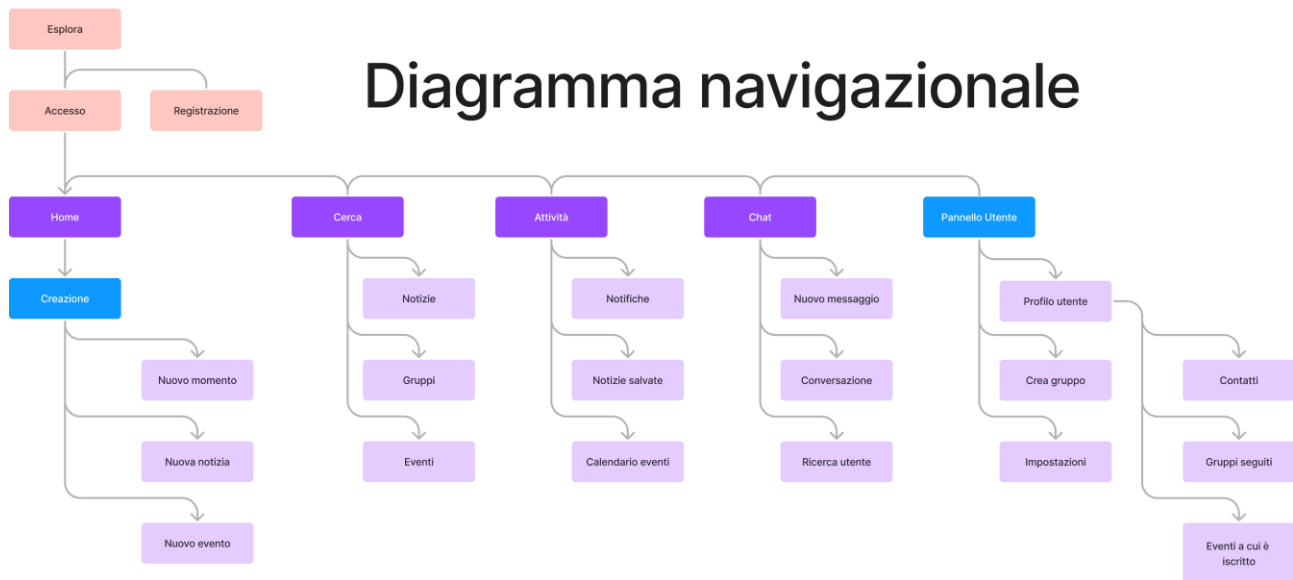 Esplora
Diagramma navigazionale
Accesso
Registrazione
Home
Cerca
Attività
Chat
Pannello Utente
Creazione
Notizie
Notifiche
Nuovo messaggio
Profilo utente
Nuovo momento
Gruppi
Notizie salvate
Conversazione
Crea gruppo
Contatti
Nuova notizia
Eventi
Calendario eventi
Ricerca utente
Impostazioni
Gruppi seguiti
Nuovo evento
Eventi a cui è
iscritto